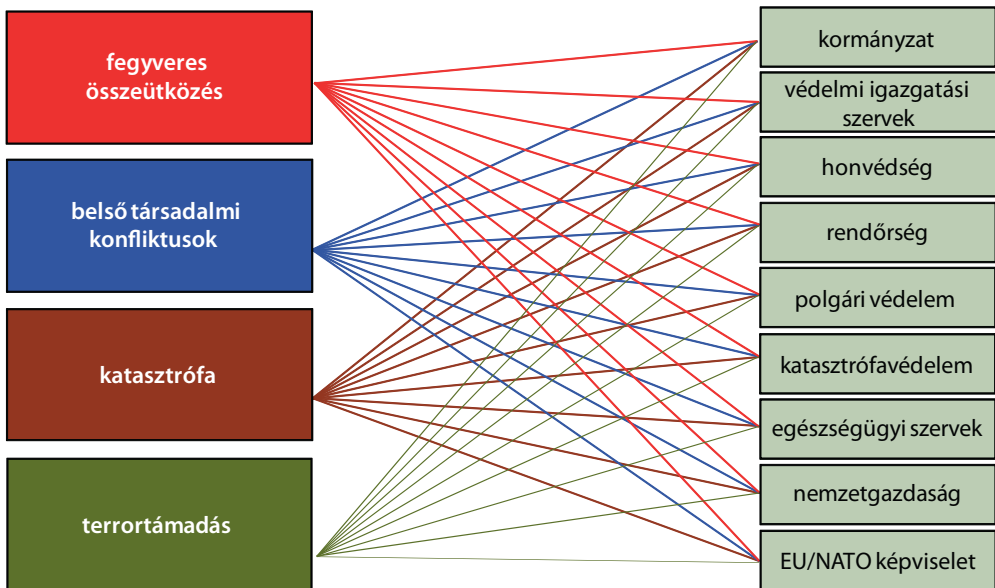 fegyveres
összeütközés
belső társadalmi
konfliktusok
katasztrófa
terrortámadás
kormányzat
védelmi igazgatási
szervek
honvédség
rendőrség
polgári védelem
katasztrófavédelem
egészségügyi szervek
nemzetgazdaság
EU/NATO képviselet